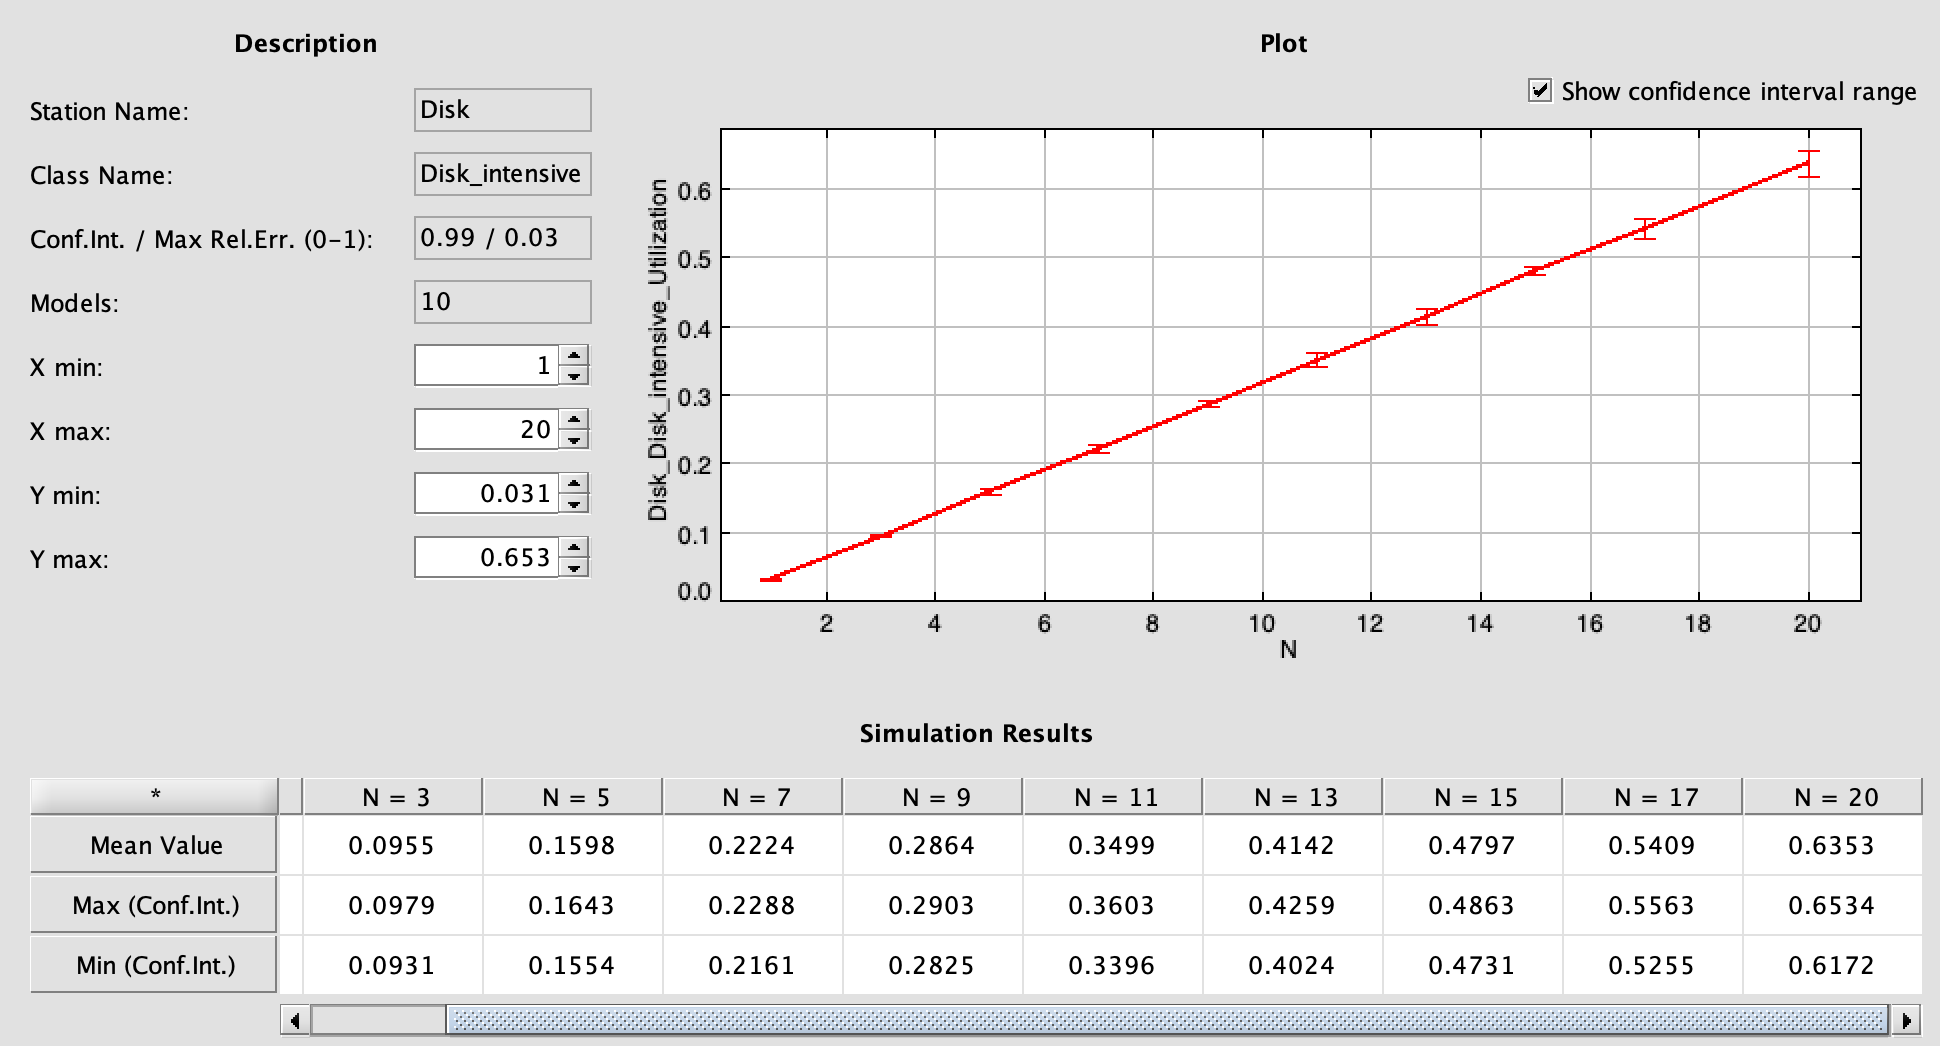 Description
Station Name: Disk
Class Name: Disk_intensive
Conf.Int. / Max Rel.Err. (0-1): 0.99 / 0.03
Models: 10
X min: 1
X max: 20
Y min: 0.031
Y max: 0.653
Plot
Show confidence interval range
Disk_Disk_intensive_Utilization
0.6
0.5
0.4
0.3
0.2
0.1
0.0
2 4 6 8 10 12 14 16 18 20
N
Simulation Results
* N = 3 N = 5 N = 7 N = 9 N = 11 N = 13 N = 15 N = 17 N = 20
Mean Value 0.0955 0.1598 0.2224 0.2864 0.3499 0.4142 0.4797 0.5409 0.6353
Max (Conf.Int.) 0.0979 0.1643 0.2288 0.2903 0.3603 0.4259 0.4863 0.5563 0.6534
Min (Conf.Int.) 0.0931 0.1554 0.2161 0.2825 0.3396 0.4024 0.4731 0.5255 0.6172